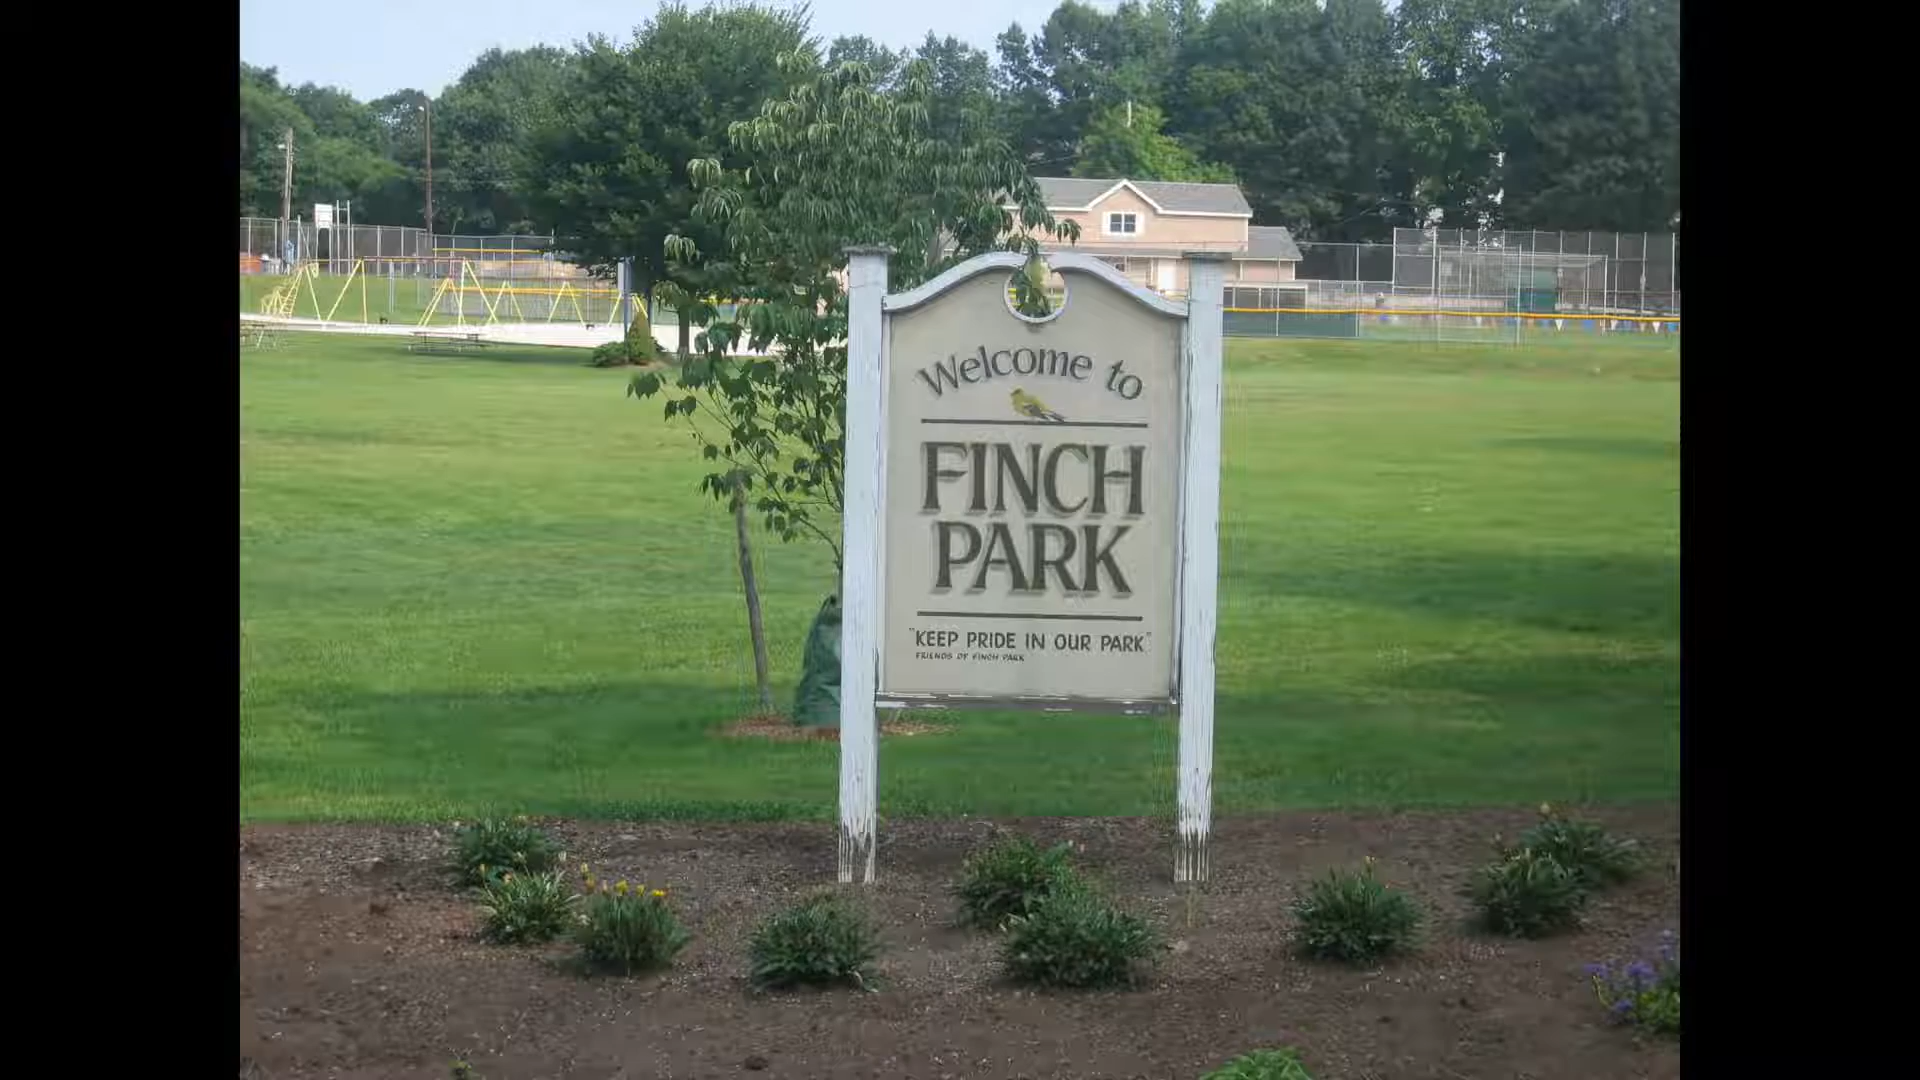 Welcome to
FINCH
PARK
"KEEP PRIDE IN OUR PARK"
FRIENDS OF FINCH PARK